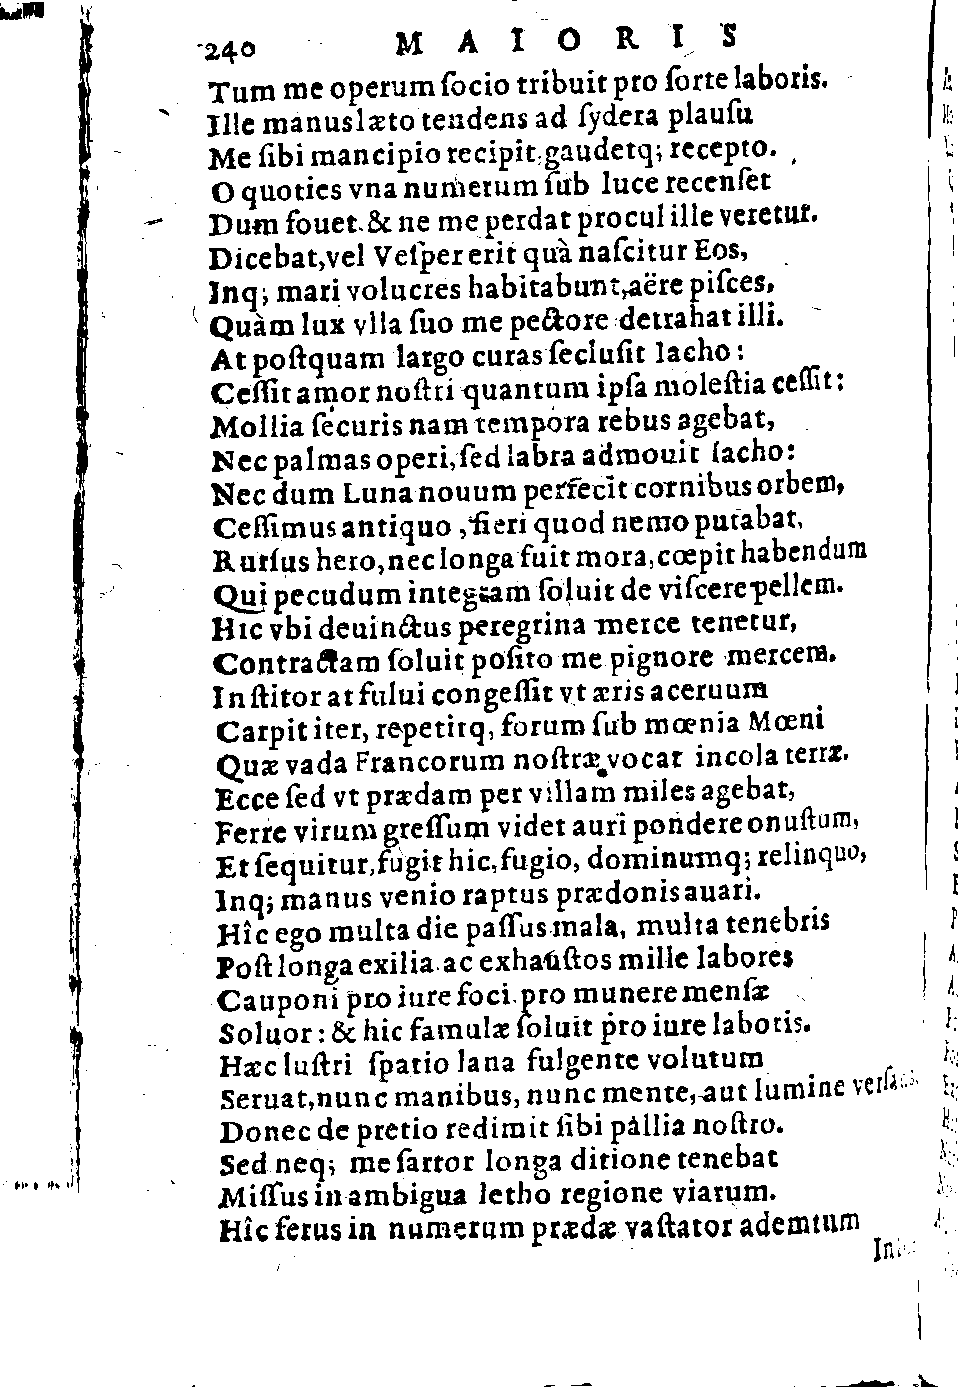 240 MAIORIS
Tum me operum ſocio tribuit pro ſorte laboris.
Ille manus læto tendens ad ſydera plauſu
Me ſibi mancipio recipit, gaudetq; recepto.
O quoties vna numerum ſub luce recenſet
Dum fouet & ne me perdat procul ille veretur.
Dicebat, vel Veſper erit quà naſcitur Eos,
Inq; mari volucres habitabunt, aëre piſces,
Quàm lux vlla ſuo me pectore detrahat illi.
At poſtquam largo curas ſecluſit Iacho:
Ceſſit amor noſtri quantum ipſa moleſtia ceſſit:
Mollia ſecuris nam tempora rebus agebat,
Nec palmas operi, ſed labra admouit Iacho:
Nec dum Luna nouum perfecit cornibus orbem,
Ceſſimus antiquo, fieri quod nemo putabat,
Rurſus hero, nec longa fuit mora, cœpit habendum
Qui pecudum integram ſoluit de viſcere pellem.
Hic vbi deuinctus peregrina merce tenetur,
Contractam ſoluit poſito me pignore mercem.
Inſtitor at fului congeſſit vt æris aceruum
Carpit iter, repetitq, forum ſub mœnia Mœni
Quæ vada Francorum noſtræ vocat incola terræ.
Ecce ſed vt prædam per villam miles agebat,
Ferre virum greſſum videt auri pondere onuſtum,
Et ſequitur, fugit hic, fugio, dominumq; relinquo,
Inq; manus venio raptus prædonis auari.
Hîc ego multa die paſſus mala, multa tenebris
Poſt longa exilia ac exhauſtos mille labores
Cauponi pro iure foci pro munere menſæ
Soluor: & hic famulæ ſoluit pro iure laboris.
Hæc luſtri ſpatio lana fulgente volutum
Seruat, nunc manibus, nunc mente, aut lumine
Donec de pretio redimit ſibi pallia noſtro.
Sed neq; me ſartor longa ditione tenebat
Miſſus in ambigua letho regione viarum.
Hîc ferus in numerum prædæ vaſtator ademtum